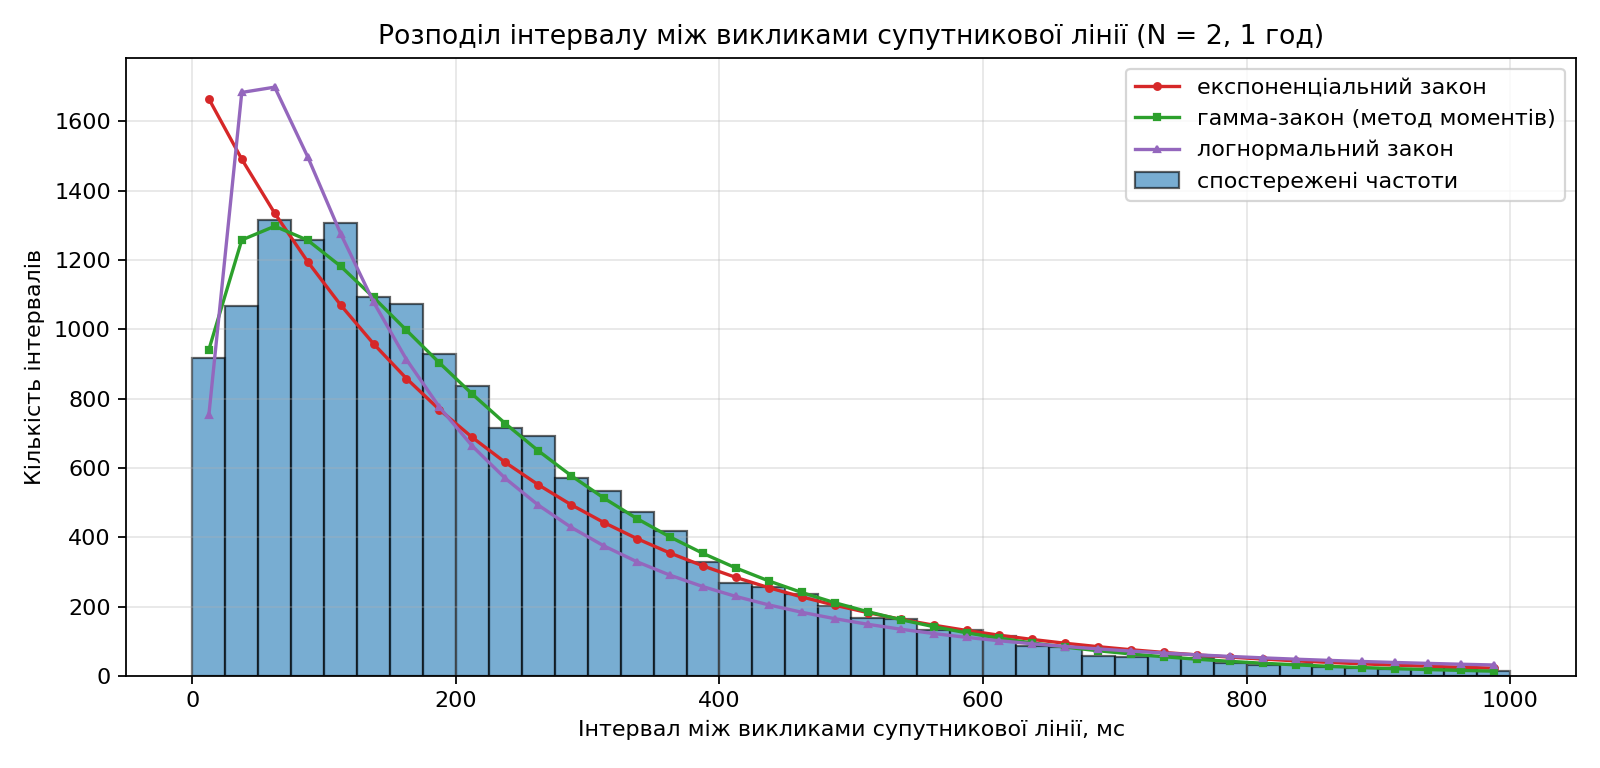 Розподіл інтервалу між викликами супутникової лінії (N = 2, 1 год)
експоненціальний закон
гамма-закон (метод моментів)
логнормальний закон
спостережені частоти
Кількість інтервалів
1600
1400
1200
1000
800
600
400
200
0
0 200 400 600 800 1000
Інтервал між викликами супутникової лінії, мс